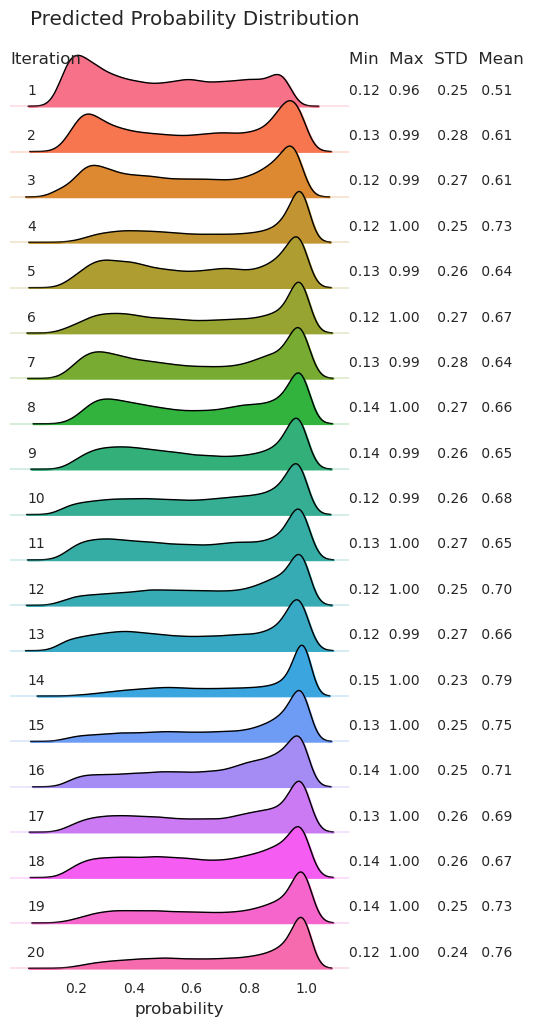 Predicted Probability Distribution
Iteration Min Max STD Mean
1 0.12 0.96 0.25 0.51
2 0.13 0.99 0.28 0.61
3 0.12 0.99 0.27 0.61
4 0.12 1.00 0.25 0.73
5 0.13 0.99 0.26 0.64
6 0.12 1.00 0.27 0.67
7 0.13 0.99 0.28 0.64
8 0.14 1.00 0.27 0.66
9 0.14 0.99 0.26 0.65
10 0.12 0.99 0.26 0.68
11 0.13 1.00 0.27 0.65
12 0.12 1.00 0.25 0.70
13 0.12 0.99 0.27 0.66
14 0.15 1.00 0.23 0.79
15 0.13 1.00 0.25 0.75
16 0.14 1.00 0.25 0.71
17 0.13 1.00 0.26 0.69
18 0.14 1.00 0.26 0.67
19 0.14 1.00 0.25 0.73
20 0.12 1.00 0.24 0.76
0.2 0.4 0.6 0.8 1.0
probability